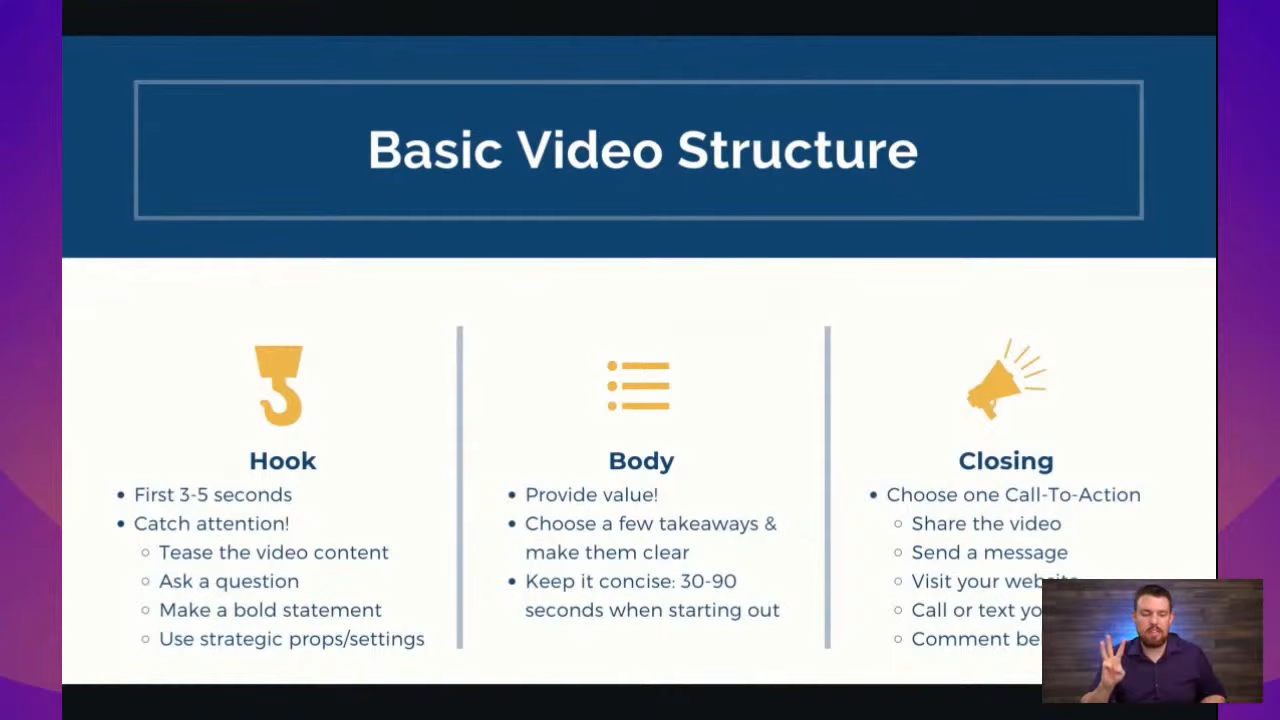 Basic Video Structure
Hook
First 3-5 seconds
Catch attention!
Tease the video content
Ask a question
Make a bold statement
Use strategic props/settings
Body
Provide value!
Choose a few takeaways &
make them clear
Keep it concise: 30-90
seconds when starting out
Closing
Choose one Call-To-Action
Share the video
Send a message
Visit your website
Call or text
Comment